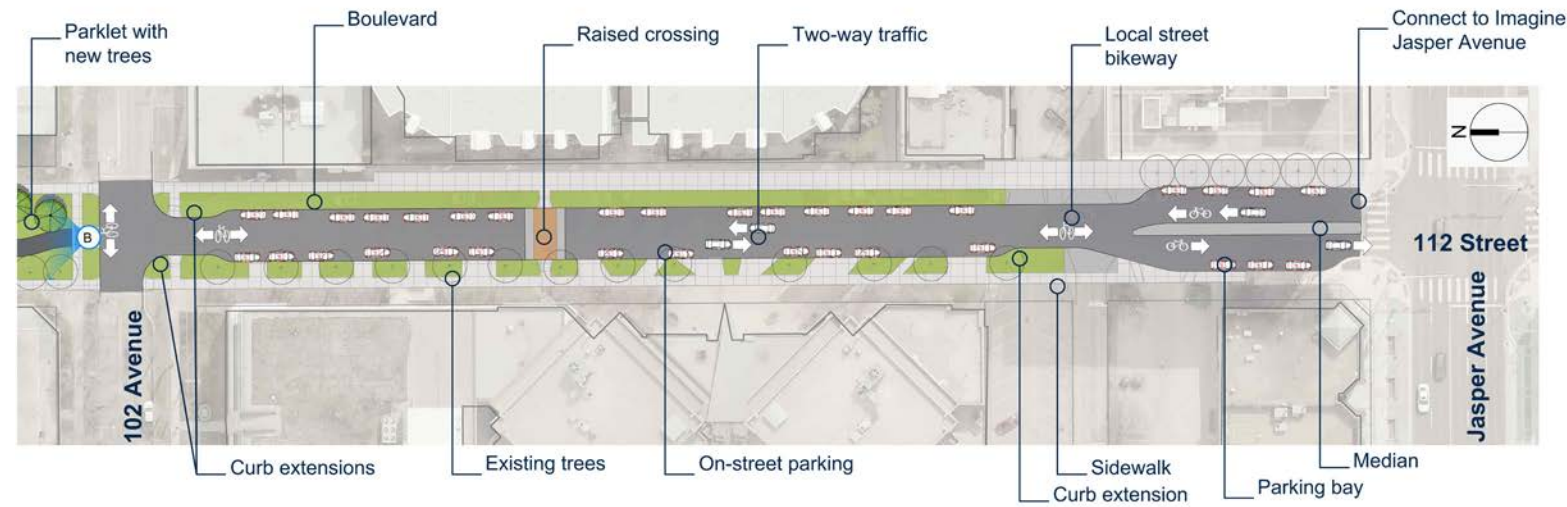 Parklet with
new trees
Boulevard
Raised crossing
Two-way traffic
Local street
bikeway
Connect to Imagine
Jasper Avenue
N
B
112 Street
102 Avenue
Jasper Avenue
Curb extensions
Existing trees
On-street parking
Sidewalk
Curb extension
Parking bay
Median